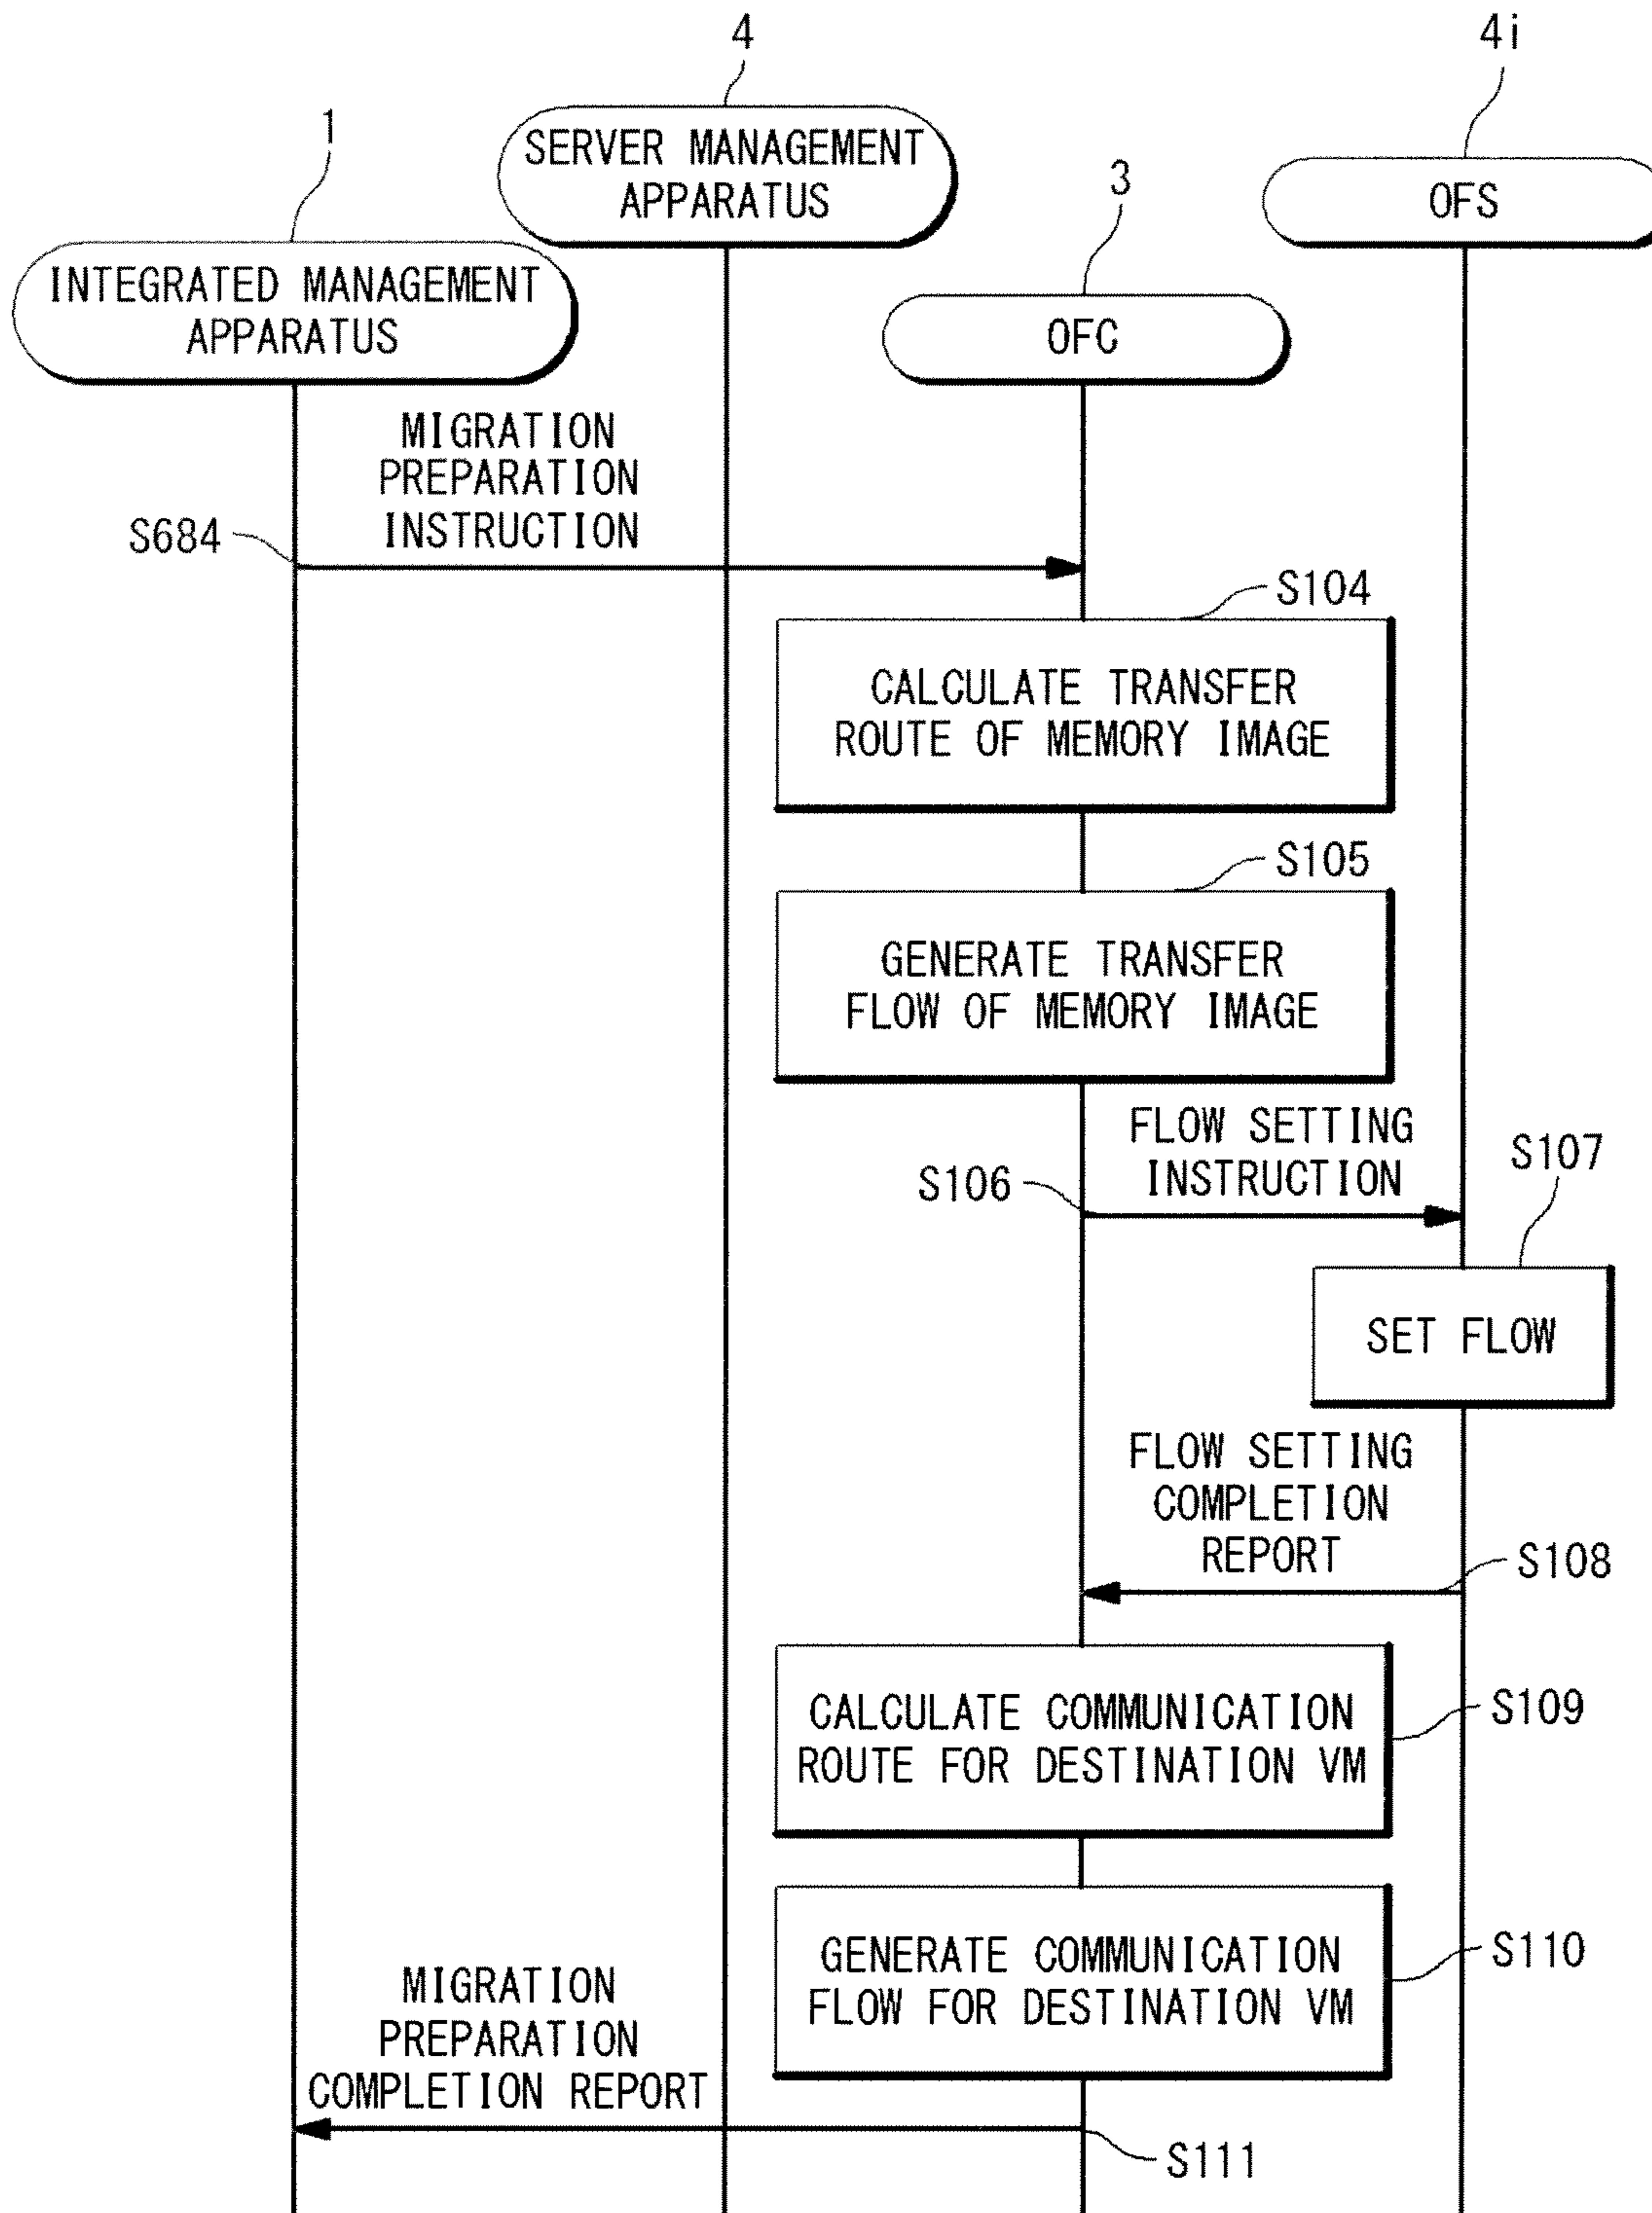 4
4i
1
SERVER MANAGEMENT
APPARATUS
3
OFS
INTEGRATED MANAGEMENT
APPARATUS
OFC
MIGRATION
PREPARATION
INSTRUCTION
S684
S104
CALCULATE TRANSFER
ROUTE OF MEMORY IMAGE
S105
GENERATE TRANSFER
FLOW OF MEMORY IMAGE
FLOW SETTING
INSTRUCTION
S106
S107
SET FLOW
FLOW SETTING
COMPLETION
REPORT
S108
CALCULATE COMMUNICATION
ROUTE FOR DESTINATION VM
S109
GENERATE COMMUNICATION
FLOW FOR DESTINATION VM
S110
MIGRATION
PREPARATION
COMPLETION REPORT
S111